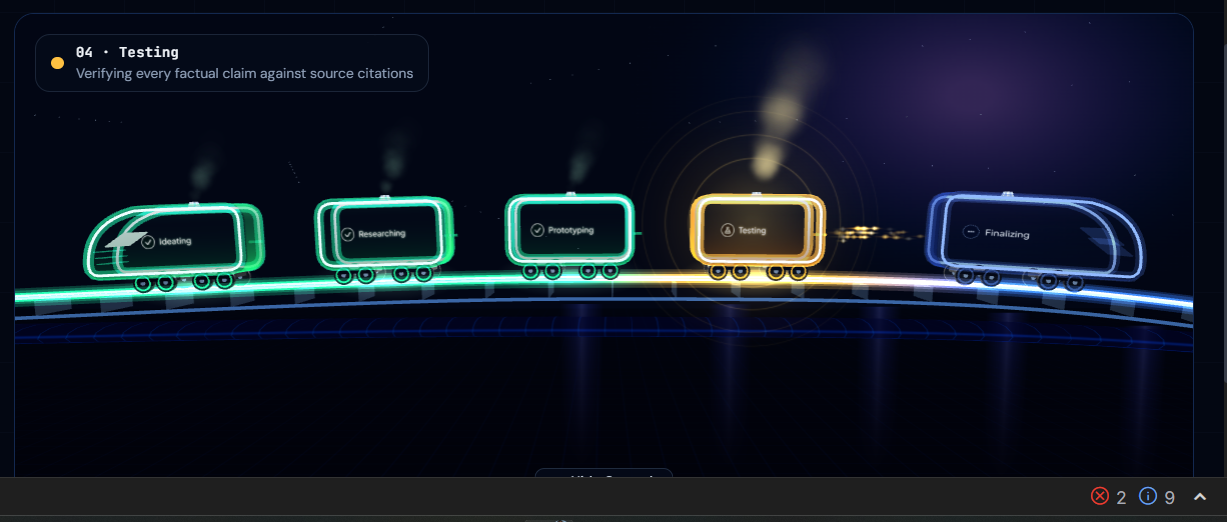 04 · Testing
Verifying every factual claim against source citations
Ideating
Researching
Prototyping
Testing
Finalizing
2
9